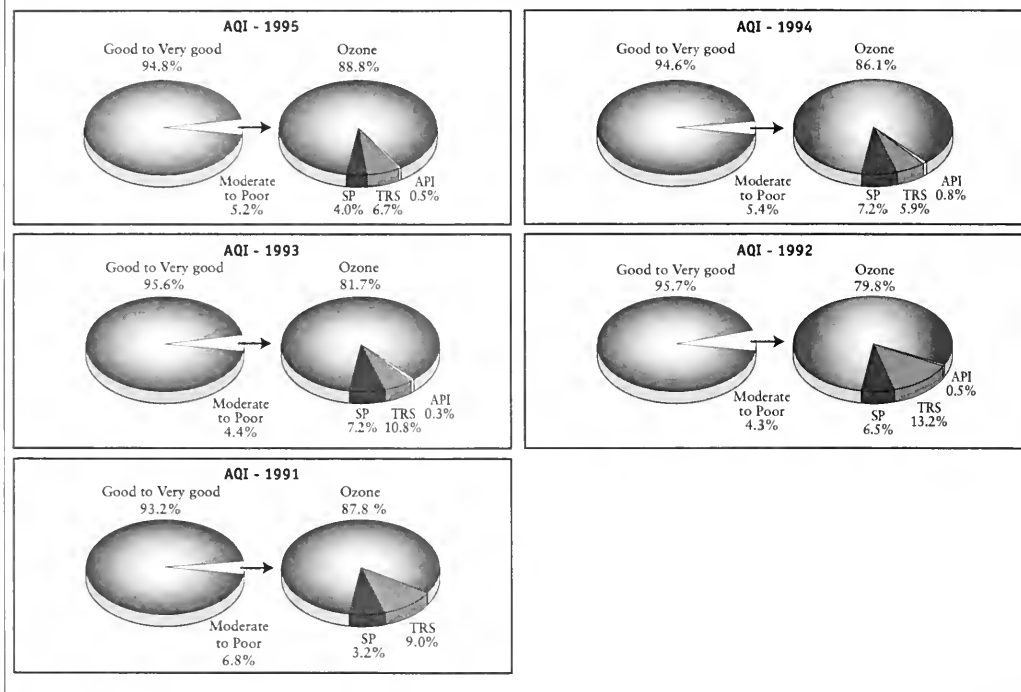 AQI - 1995
Good to Very good
94.8%
Ozone
88.8%
Moderate
to Poor
5.2%
SP
4.0%
TRS
6.7%
API
0.5%
AQI - 1994
Good to Very good
94.6%
Ozone
86.1%
Moderate
to Poor
5.4%
SP
7.2%
TRS
5.9%
API
0.8%
AQI - 1993
Good to Very good
95.6%
Ozone
81.7%
Moderate
to Poor
4.4%
SP
7.2%
TRS
10.8%
API
0.3%
AQI - 1992
Good to Very good
95.7%
Ozone
79.8%
Moderate
to Poor
4.3%
SP
6.5%
TRS
13.2%
API
0.5%
AQI - 1991
Good to Very good
93.2%
Ozone
87.8 %
Moderate
to Poor
6.8%
SP
3.2%
TRS
9.0%